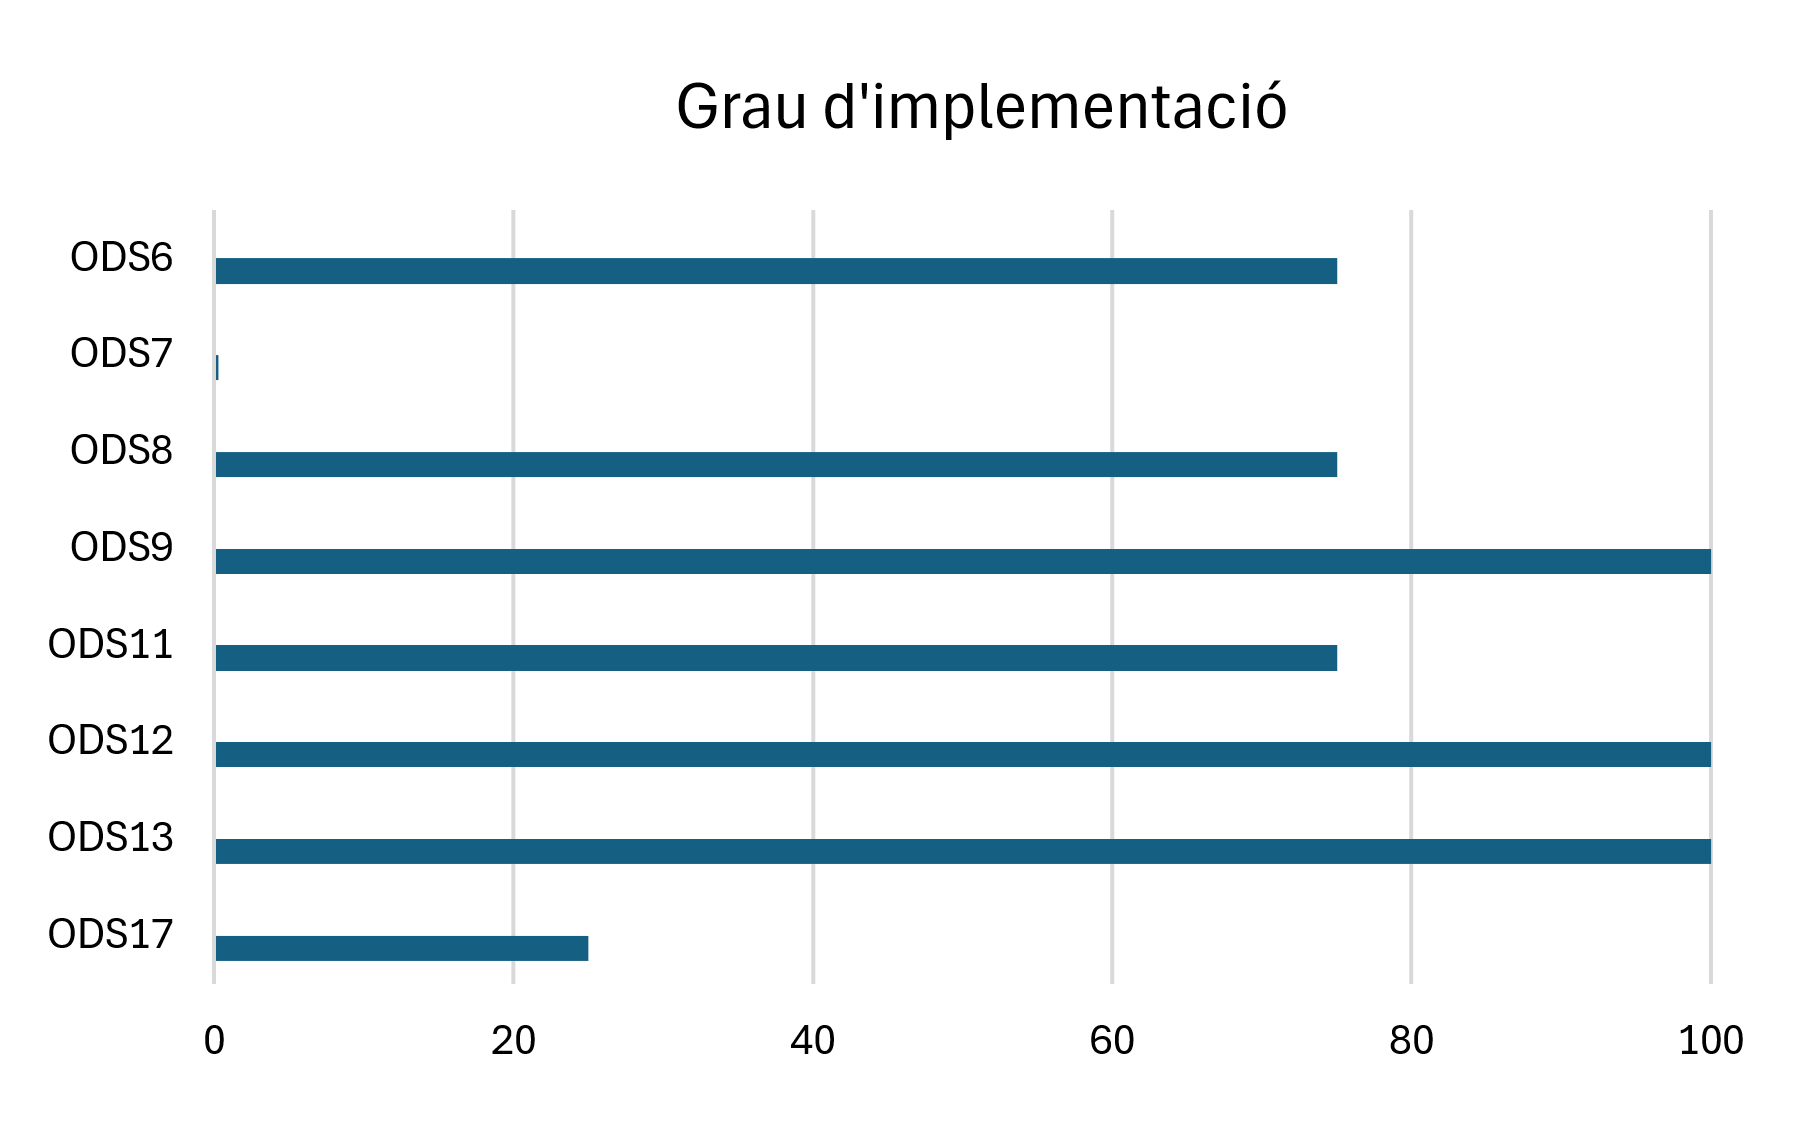 Grau d'implementació
ODS6
ODS7
ODS8
ODS9
ODS11
ODS12
ODS13
ODS17
0 20 40 60 80 100